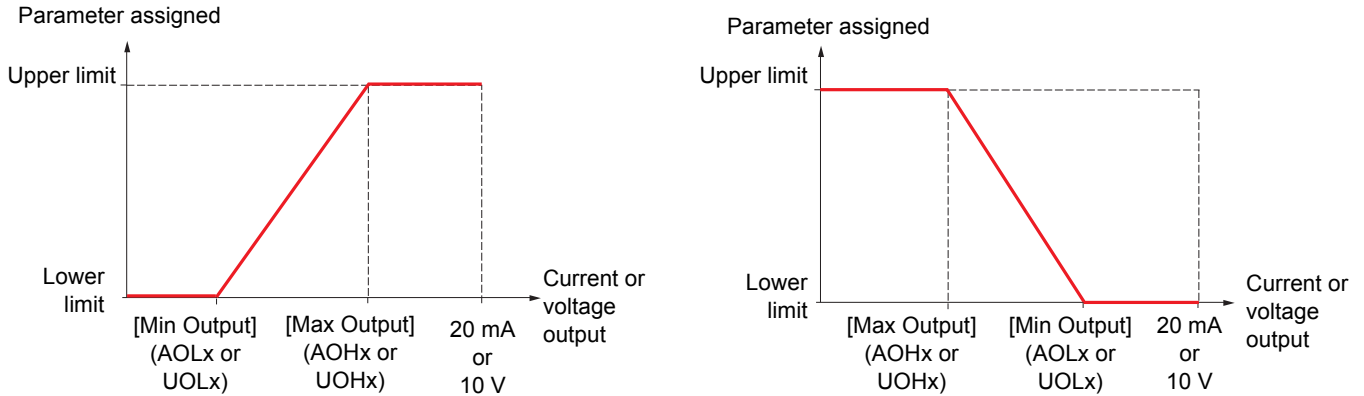 Parameter assigned
Upper limit
Lower
limit
[Min Output]
(AOLx or
UOLx)
[Max Output]
(AOHx or
UOHx)
20 mA
or
10 V
Current or
voltage
output
Parameter assigned
Upper limit
Lower
limit
[Max Output]
(AOHx or
UOHx)
[Min Output]
(AOLx or
UOLx)
20 mA
or
10 V
Current or
voltage
output